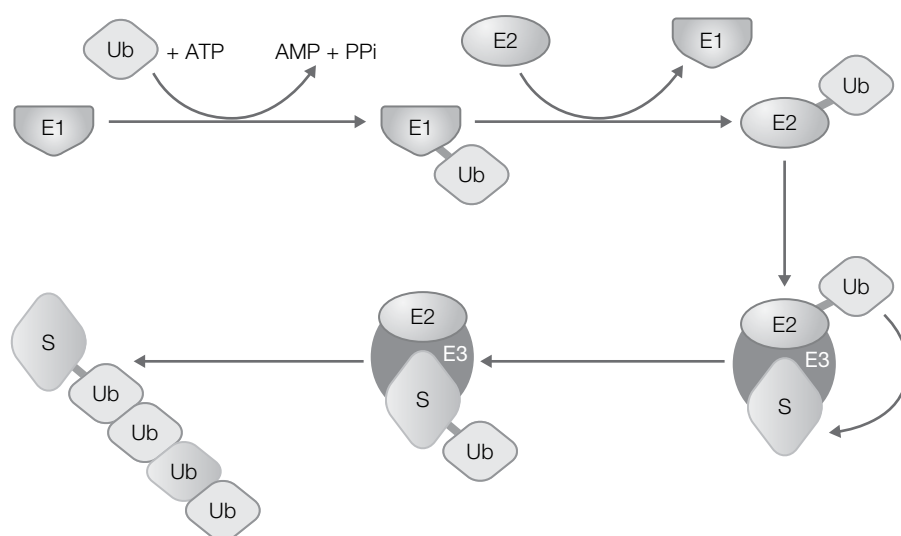 Ub + ATP AMP + PPi E2 E1
E1 E1 Ub E2 Ub
E2 E3 S Ub
E2 E3 S Ub
S Ub Ub Ub Ub